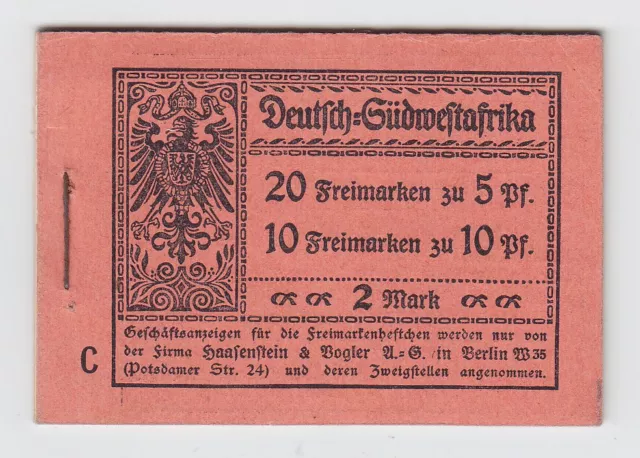 Deutsch=Südwestafrika
20 Freimarken zu 5 Pf.
10 Freimarken zu 10 Pf.
2 Mark
Geschäftsanzeigen für die Freimarkenheftchen werden nur von
der Firma Haasenstein & Vogler A.=G. in Berlin W 35
(Potsdamer Str. 24) und deren Zweigstellen angenommen.
C